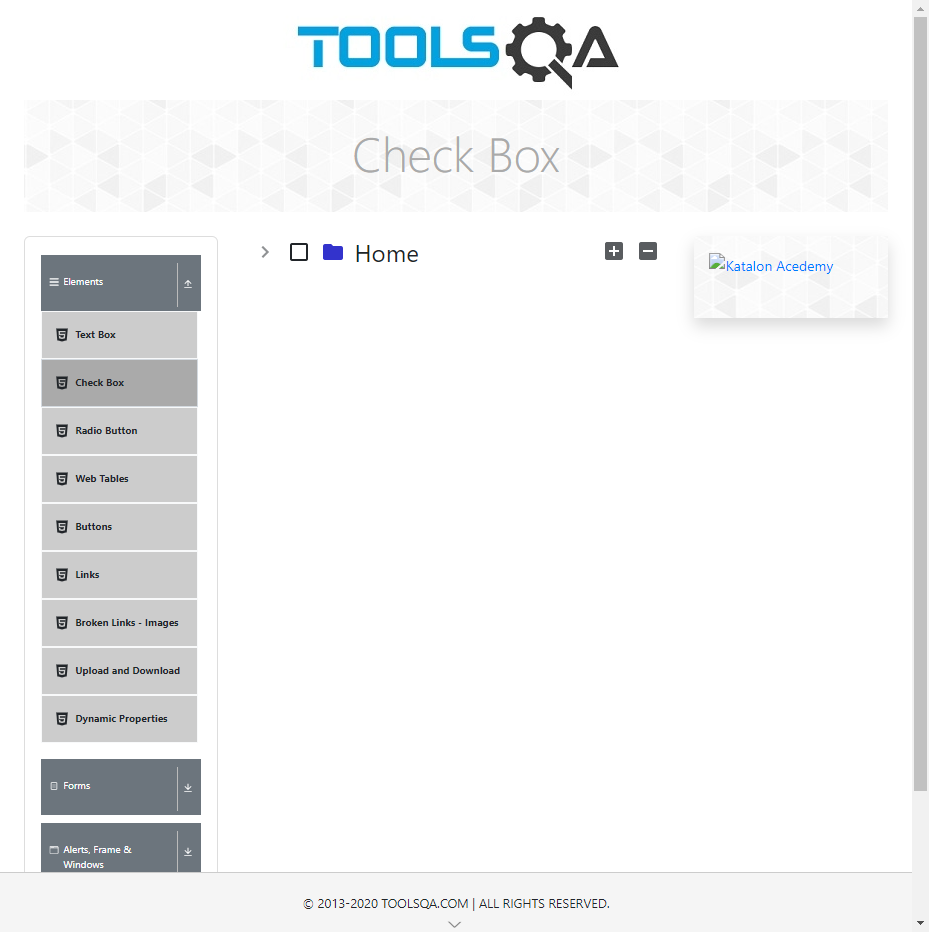 TOOLSQA
Check Box
Elements
Text Box
Check Box
Radio Button
Web Tables
Buttons
Links
Broken Links - Images
Upload and Download
Dynamic Properties
Forms
Alerts, Frame &
Windows
Home
Katalon Acedemy
© 2013-2020 TOOLSQA.COM | ALL RIGHTS RESERVED.